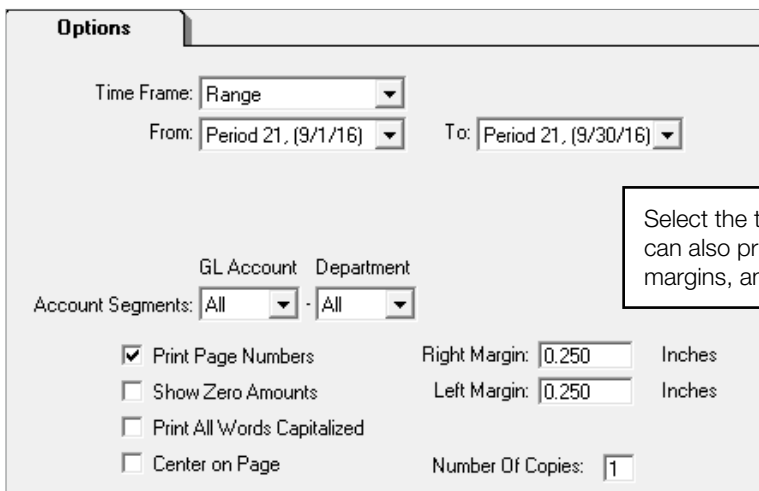 Options
Time Frame: Range
From: Period 21, (9/1/16) To: Period 21, (9/30/16)
Select the
can also
margins,
GL Account Department
Account Segments: All - All
Print Page Numbers Right Margin: 0.250 Inches
Show Zero Amounts Left Margin: 0.250 Inches
Print All Words Capitalized
Center on Page Number Of Copies: 1